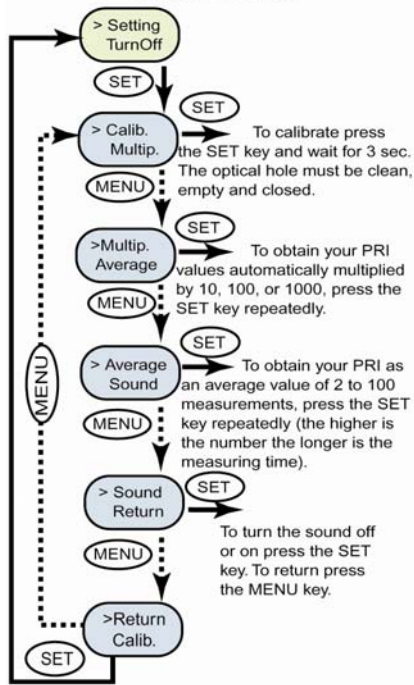 > Setting
TurnOff
SET
SET
> Calib.
Multip.
To calibrate press
the SET key and wait for 3 sec.
The optical hole must be clean,
empty and closed.
MENU
SET
>Multip.
Average
To obtain your PRI
values automatically multiplied
by 10, 100, or 1000, press the
SET key repeatedly.
MENU
SET
> Average
Sound
To obtain your PRI as
an average value of 2 to 100
measurements, press the SET
key repeatedly (the higher is
the number the longer is the
measuring time).
MENU
MENU
SET
> Sound
Return
To turn the sound off
or on press the SET
key. To return press
the MENU key.
MENU
>Return
Calib.
SET